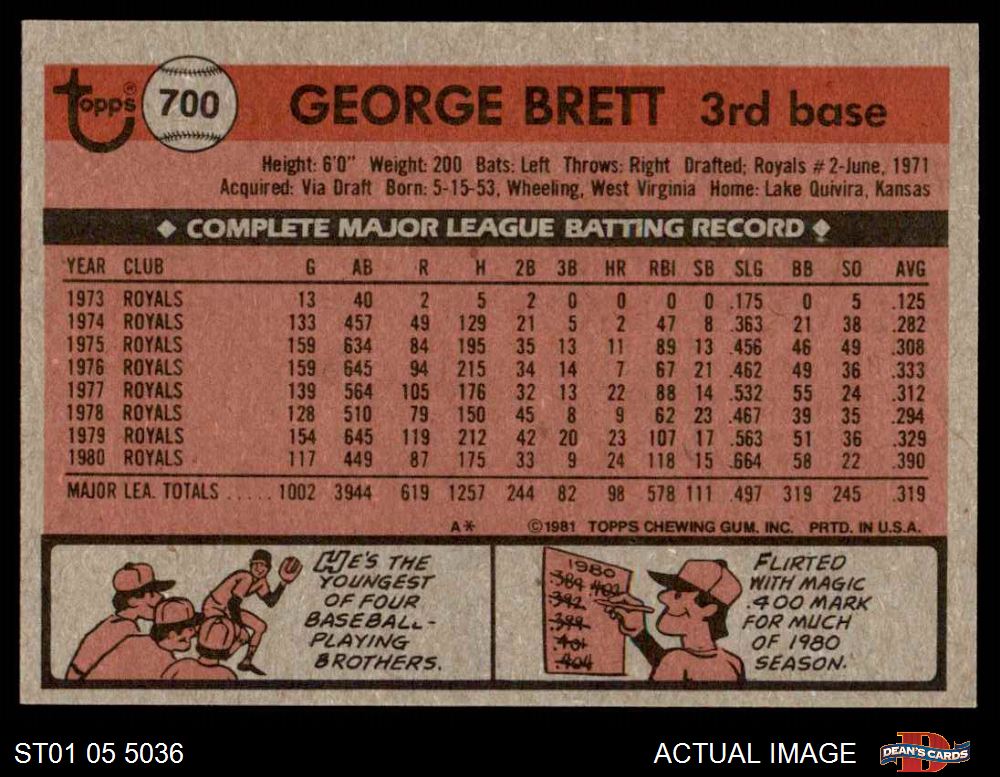 Topps® 700 GEORGE BRETT 3rd base
Height: 6'0" Weight: 200 Bats: Left Throws: Right Drafted: Royals #2-June, 1971
Acquired: Via Draft Born: 5-15-53, Wheeling, West Virginia Home: Lake Quivira, Kansas
◆ COMPLETE MAJOR LEAGUE BATTING RECORD ◆
YEAR CLUB G AB R H 2B 3B HR RBI SB SLG BB SO AVG
1973 ROYALS 13 40 2 5 2 0 0 0 0 .175 0 5 .125
1974 ROYALS 133 457 49 129 21 5 2 47 8 .363 21 38 .282
1975 ROYALS 159 634 84 195 35 13 11 89 13 .456 46 49 .308
1976 ROYALS 159 645 94 215 34 14 7 67 21 .462 49 36 .333
1977 ROYALS 139 564 105 176 32 13 22 88 14 .532 55 24 .312
1978 ROYALS 128 510 79 150 45 8 9 62 23 .467 39 35 .294
1979 ROYALS 154 645 119 212 42 20 23 107 17 .563 51 36 .329
1980 ROYALS 117 449 87 175 33 9 24 118 15 .664 58 22 .390
MAJOR LEA. TOTALS ..... 1002 3944 619 1257 244 82 98 578 111 .497 319 245 .319
A* ©1981 TOPPS CHEWING GUM. INC. PRTD. IN U.S.A.
HE'S THE
YOUNGEST
OF FOUR
BASEBALL-
PLAYING
BROTHERS.
1980
.384 .402
.392
.399
.401
.404
FLIRTED
WITH MAGIC
.400 MARK
FOR MUCH
OF 1980
SEASON.
ST01 05 5036
ACTUAL IMAGE
DEAN'S CARDS